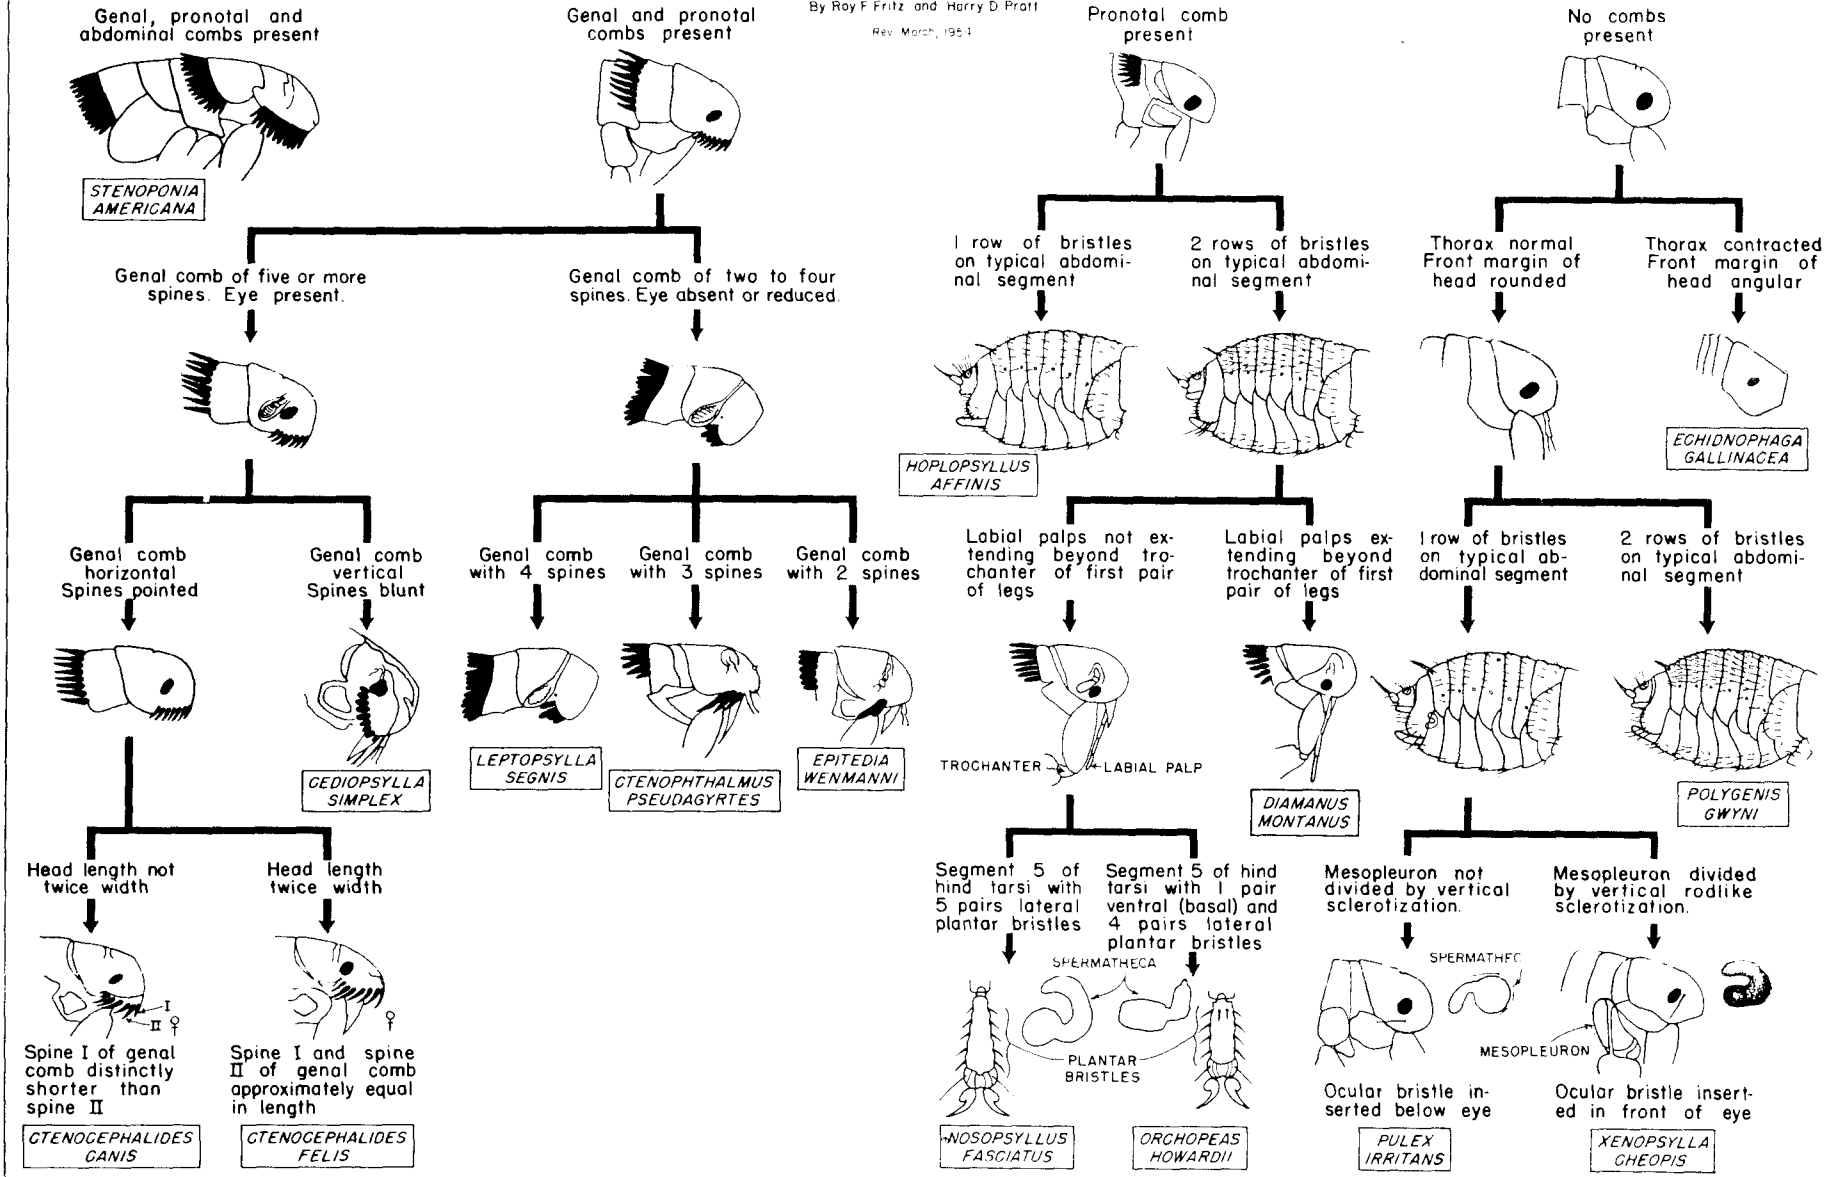 Genal, pronotal and
abdominal combs present
Genal and pronotal
combs present
By Roy F Fritz and Harry D Pratt
Rev March, 1954
Pronotal comb
present
No combs
present
STENOPONIA
AMERICANA
1 row of bristles
on typical abdomi-
nal segment
2 rows of bristles
on typical abdomi-
nal segment
Thorax normal
Front margin of
head rounded
Thorax contracted
Front margin of
head angular
Genal comb of five or more
spines. Eye present.
Genal comb of two to four
spines. Eye absent or reduced.
HOPLOPSYLLUS
AFFINIS
ECHIDNOPHAGA
GALLINACEA
Genal comb
horizontal
Spines pointed
Genal comb
vertical
Spines blunt
Genal comb
with 4 spines
Genal comb
with 3 spines
Genal comb
with 2 spines
Labial palps not ex-
tending beyond tro-
chanter of first pair
of legs
Labial palps ex-
tending beyond
trochanter of first
pair of legs
1 row of bristles
on typical ab-
dominal segment
2 rows of bristles
on typical abdomi-
nal segment
CEDIOPSYLLA
SIMPLEX
LEPTOPSYLLA
SEGNIS
CTENOPHTHALMUS
PSEUDAGYRTES
EPITEDIA
WENMANNI
TROCHANTER
LABIAL PALP
DIAMANUS
MONTANUS
POLYGENIS
GWYNI
Head length not
twice width
Head length
twice width
Segment 5 of
hind tarsi with
5 pairs lateral
plantar bristles
Segment 5 of hind
tarsi with 1 pair
ventral (basal) and
4 pairs lateral
plantar bristles
Mesopleuron not
divided by vertical
sclerotization.
Mesopleuron divided
by vertical rodlike
sclerotization.
I
II ♀
♀
SPERMATHECA
PLANTAR
BRISTLES
SPERMATHEC
MESOPLEURON
Spine I of genal
comb distinctly
shorter than
spine II
Spine I and spine
II of genal comb
approximately equal
in length
Ocular bristle in-
serted below eye
Ocular bristle insert-
ed in front of eye
CTENOCEPHALIDES
CANIS
CTENOCEPHALIDES
FELIS
NOSOPSYLLUS
FASCIATUS
ORCHOPEAS
HOWARDII
PULEX
IRRITANS
XENOPSYLLA
CHEOPIS